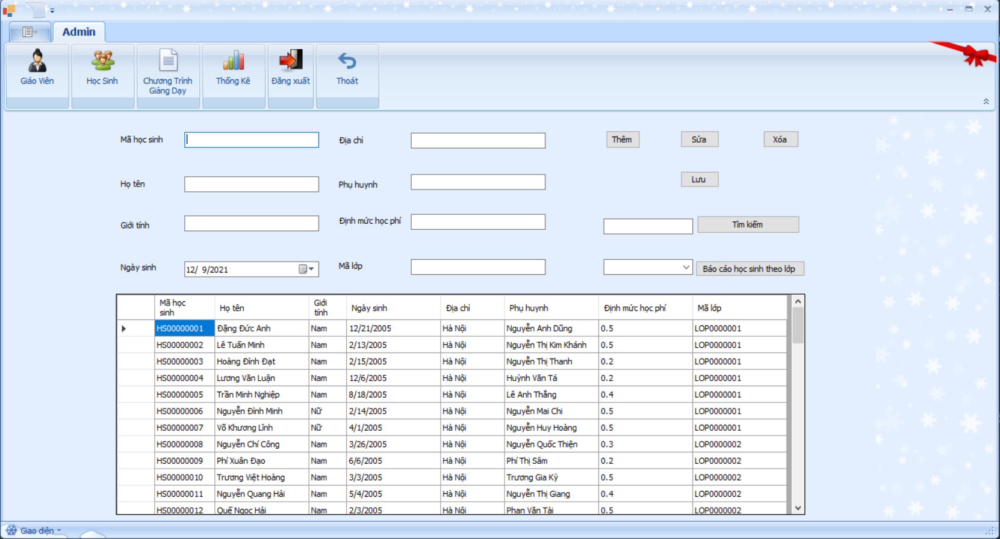 Admin
Giáo Viên
Học Sinh
Chương Trình
Giảng Dạy
Thống Kê
Đăng xuất
Thoát
Mã học sinh
Địa chỉ
Thêm
Sửa
Xóa
Họ tên
Phụ huynh
Lưu
Giới tính
Định mức học phí
Tìm kiếm
Ngày sinh
12/ 9/2021
Mã lớp
Báo cáo học sinh theo lớp
Mã học sinh Họ tên Giới tính Ngày sinh Địa chỉ Phụ huynh Định mức học phí Mã lớp
HS00000001 Đặng Đức Anh Nam 12/21/2005 Hà Nội Nguyễn Anh Dũng 0.5 LOP0000001
HS00000002 Lê Tuấn Minh Nam 2/13/2005 Hà Nội Nguyễn Thị Kim Khánh 0.5 LOP0000001
HS00000003 Hoàng Đình Đạt Nam 2/15/2005 Hà Nội Nguyễn Thị Thanh 0.2 LOP0000001
HS00000004 Lương Văn Luận Nam 12/6/2005 Hà Nội Huỳnh Văn Tá 0.2 LOP0000001
HS00000005 Trần Minh Nghiệp Nam 8/18/2005 Hà Nội Lê Anh Thắng 0.4 LOP0000001
HS00000006 Nguyễn Đình Minh Nữ 2/14/2005 Hà Nội Nguyễn Mai Chi 0.5 LOP0000001
HS00000007 Võ Khương Lĩnh Nữ 4/1/2005 Hà Nội Nguyễn Huy Hoàng 0.5 LOP0000001
HS00000008 Nguyễn Chí Công Nam 3/26/2005 Hà Nội Nguyễn Quốc Thiện 0.3 LOP0000002
HS00000009 Phí Xuân Đạo Nam 6/6/2005 Hà Nội Phí Thị Sâm 0.2 LOP0000002
HS00000010 Trương Việt Hoàng Nam 3/3/2005 Hà Nội Trương Gia Kỳ 0.5 LOP0000002
HS00000011 Nguyễn Quang Hải Nam 5/4/2005 Hà Nội Nguyễn Thị Giang 0.4 LOP0000002
HS00000012 Quế Ngọc Hải Nam 2/3/2005 Hà Nội Phan Văn Tài 0.5 LOP0000002
Giao diện